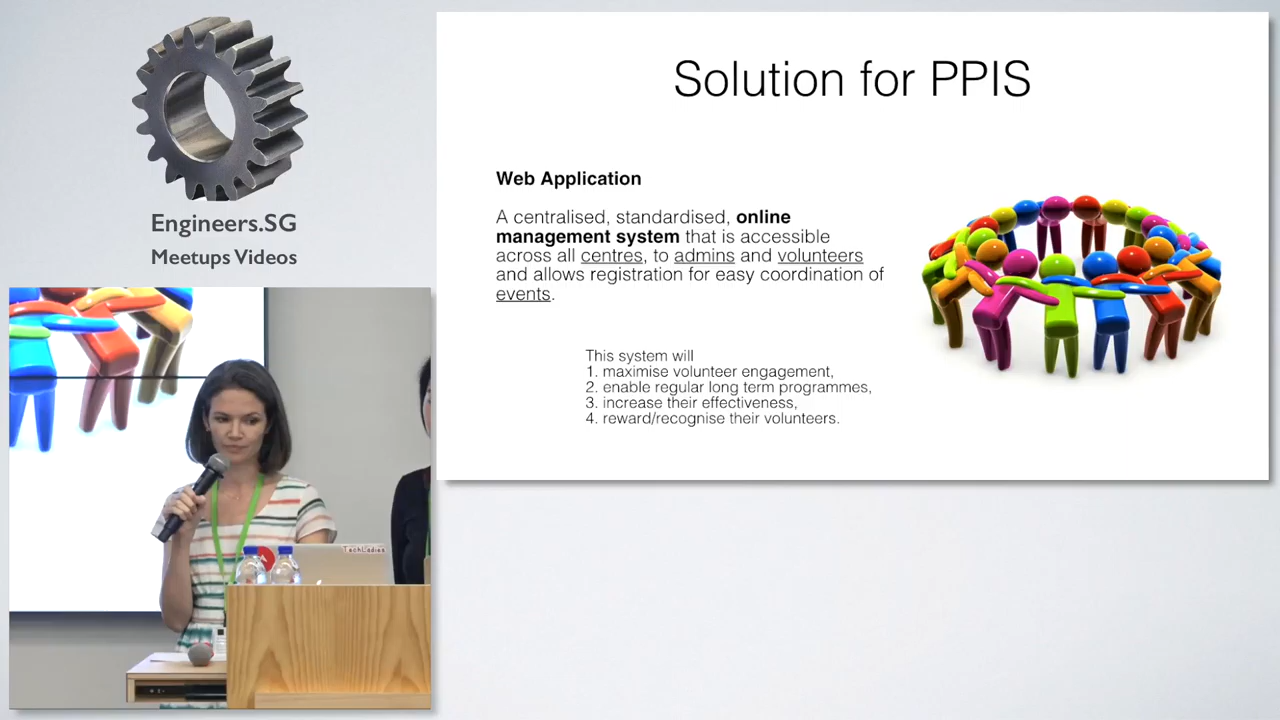 Engineers.SG
Meetups Videos
Solution for PPIS
Web Application
A centralised, standardised, online
management system that is accessible
across all centres, to admins and volunteers
and allows registration for easy coordination of
events.
This system will
1. maximise volunteer engagement,
2. enable regular long term programmes,
3. increase their effectiveness,
4. reward/recognise their volunteers.
TechLadies